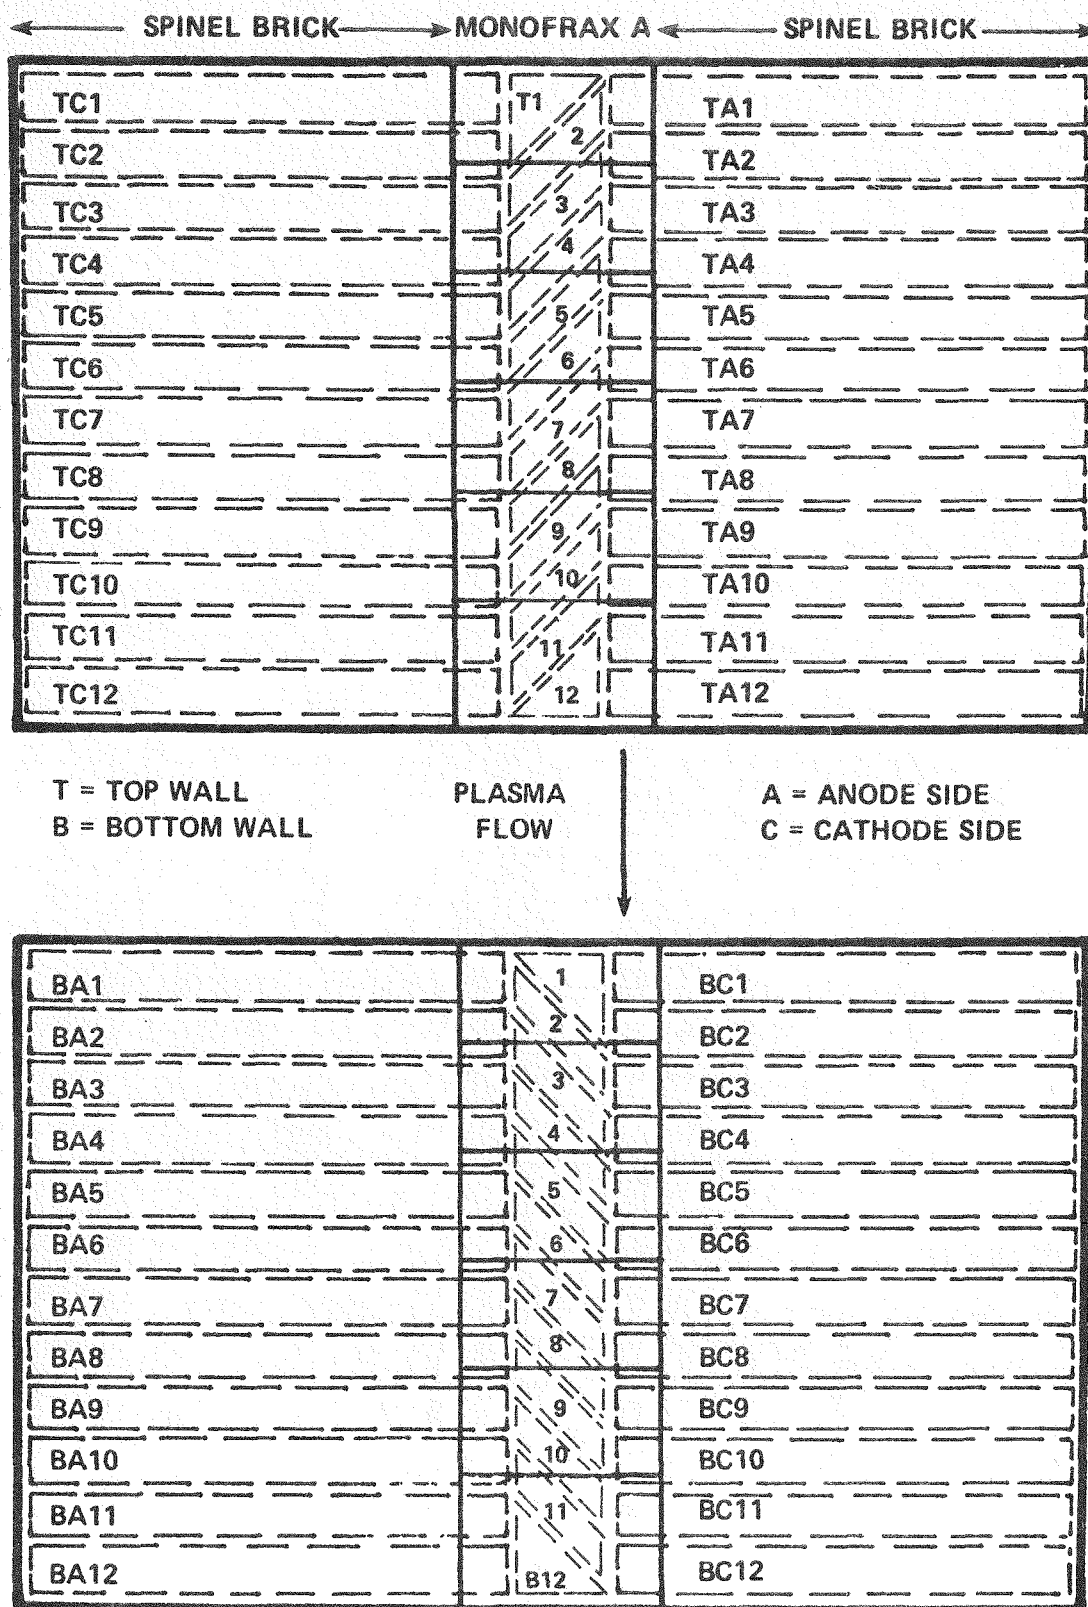 SPINEL BRICK MONOFRAX A SPINEL BRICK
TC1 T1 TA1
2
TC2 TA2
TC3 3 TA3
TC4 4 TA4
TC5 5 TA5
TC6 6 TA6
TC7 7 TA7
TC8 8 TA8
TC9 9 TA9
TC10 10 TA10
TC11 11 TA11
TC12 12 TA12
T = TOP WALL PLASMA A = ANODE SIDE
B = BOTTOM WALL FLOW C = CATHODE SIDE
BA1 1 BC1
BA2 2 BC2
BA3 3 BC3
BA4 4 BC4
BA5 5 BC5
BA6 6 BC6
BA7 7 BC7
BA8 8 BC8
BA9 9 BC9
BA10 10 BC10
BA11 11 BC11
BA12 B12 BC12